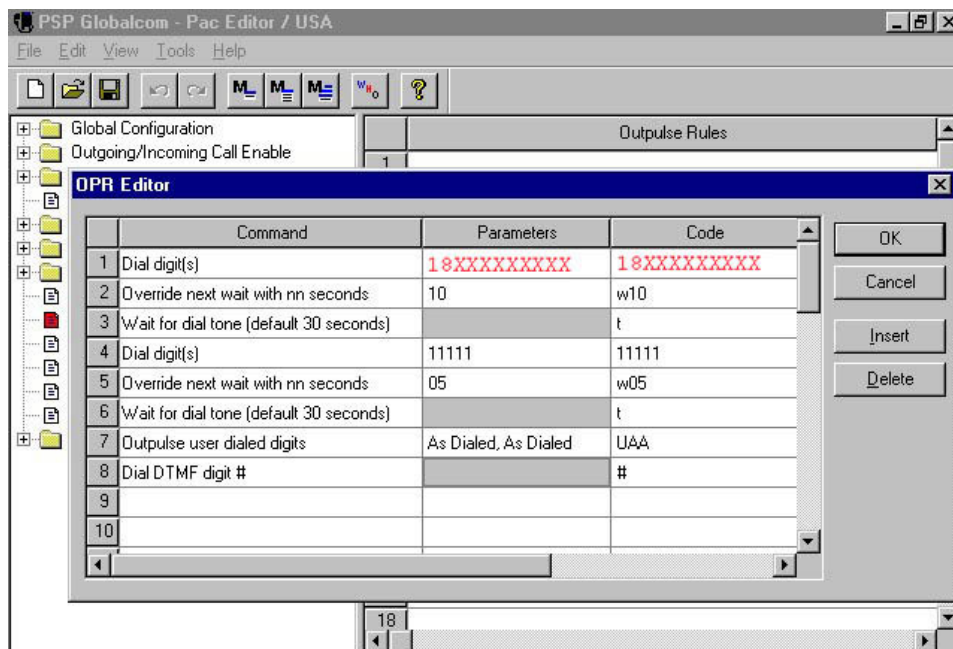 PSP Globalcom - Pac Editor / USA
File Edit View Tools Help
M M M W H O ?
Global Configuration
Outgoing/Incoming Call Enable
Outpulse Rules
1
OPR Editor
Command Parameters Code
1 Dial digit(s) 18XXXXXXXXX 18XXXXXXXXX
2 Override next wait with nn seconds 10 w10
3 Wait for dial tone (default 30 seconds) t
4 Dial digit(s) 11111 11111
5 Override next wait with nn seconds 05 w05
6 Wait for dial tone (default 30 seconds) t
7 Outpulse user dialed digits As Dialed, As Dialed UAA
8 Dial DTMF digit # #
9
10
OK
Cancel
Insert
Delete
18